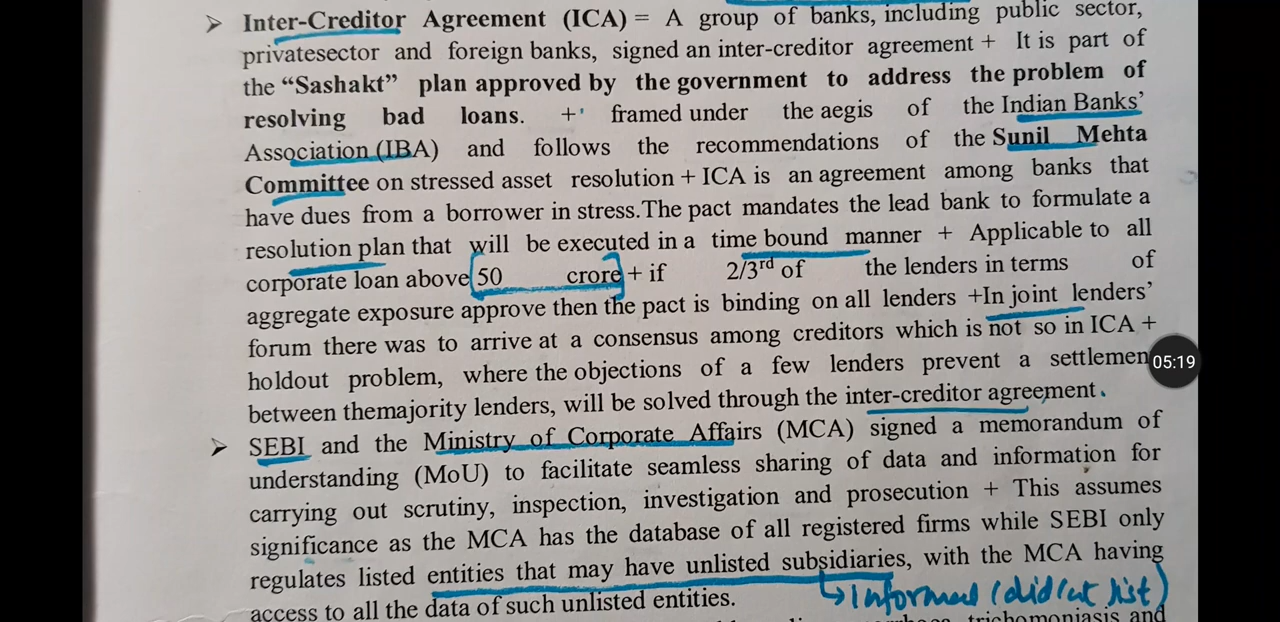 ➢ Inter-Creditor Agreement (ICA) = A group of banks, including public sector,
privatesector and foreign banks, signed an inter-creditor agreement + It is part of
the “Sashakt” plan approved by the government to address the problem of
resolving bad loans. + framed under the aegis of the Indian Banks’
Association (IBA) and follows the recommendations of the Sunil Mehta
Committee on stressed asset resolution + ICA is an agreement among banks that
have dues from a borrower in stress.The pact mandates the lead bank to formulate a
resolution plan that will be executed in a time bound manner + Applicable to all
corporate loan above 50 crore + if 2/3rd of the lenders in terms of
aggregate exposure approve then the pact is binding on all lenders +In joint lenders’
forum there was to arrive at a consensus among creditors which is not so in ICA +
holdout problem, where the objections of a few lenders prevent a settlemen
05:19
between themajority lenders, will be solved through the inter-creditor agreement.
➢ SEBI and the Ministry of Corporate Affairs (MCA) signed a memorandum of
understanding (MoU) to facilitate seamless sharing of data and information for
carrying out scrutiny, inspection, investigation and prosecution + This assumes
significance as the MCA has the database of all registered firms while SEBI only
regulates listed entities that may have unlisted subsidiaries, with the MCA having
access to all the data of such unlisted entities.
trichomoniasis and